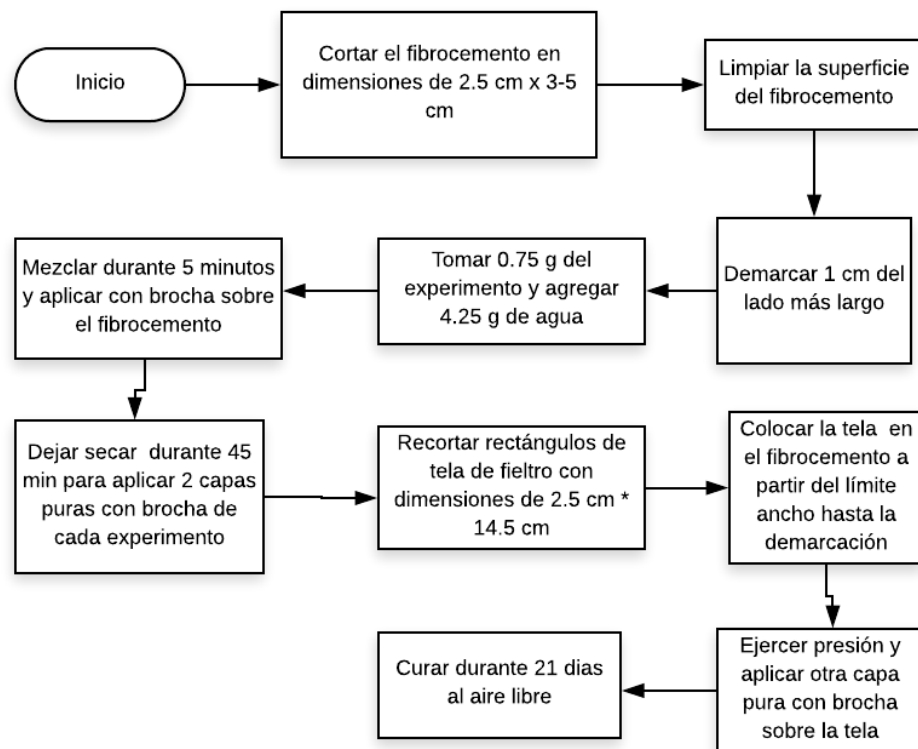 Inicio
Cortar el fibrocemento en
dimensiones de 2.5 cm x 3-5
cm
Limpiar la superficie
del fibrocemento
Demarcar 1 cm del
lado más largo
Tomar 0.75 g del
experimento y agregar
4.25 g de agua
Mezclar durante 5 minutos
y aplicar con brocha sobre
el fibrocemento
Dejar secar durante 45
min para aplicar 2 capas
puras con brocha de
cada experimento
Recortar rectángulos de
tela de fieltro con
dimensiones de 2.5 cm *
14.5 cm
Colocar la tela en
el fibrocemento a
partir del límite
ancho hasta la
demarcación
Ejercer presión y
aplicar otra capa
pura con brocha
sobre la tela
Curar durante 21 dias
al aire libre